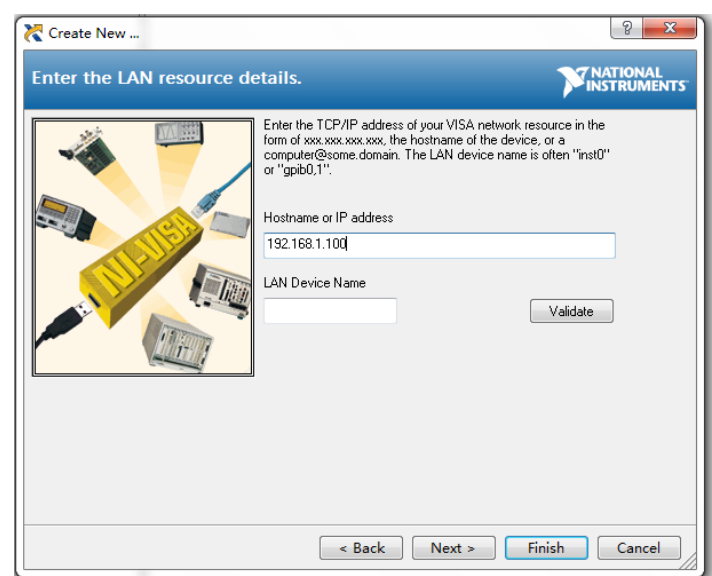 Create New ...
Enter the LAN resource details.
NATIONAL
INSTRUMENTS
Enter the TCP/IP address of your VISA network resource in the
form of xxx.xxx.xxx.xxx, the hostname of the device, or a
computer@some.domain. The LAN device name is often "inst0"
or "gpib0,1".
NI-VISA
Hostname or IP address
192.168.1.100
LAN Device Name
Validate
< Back
Next >
Finish
Cancel